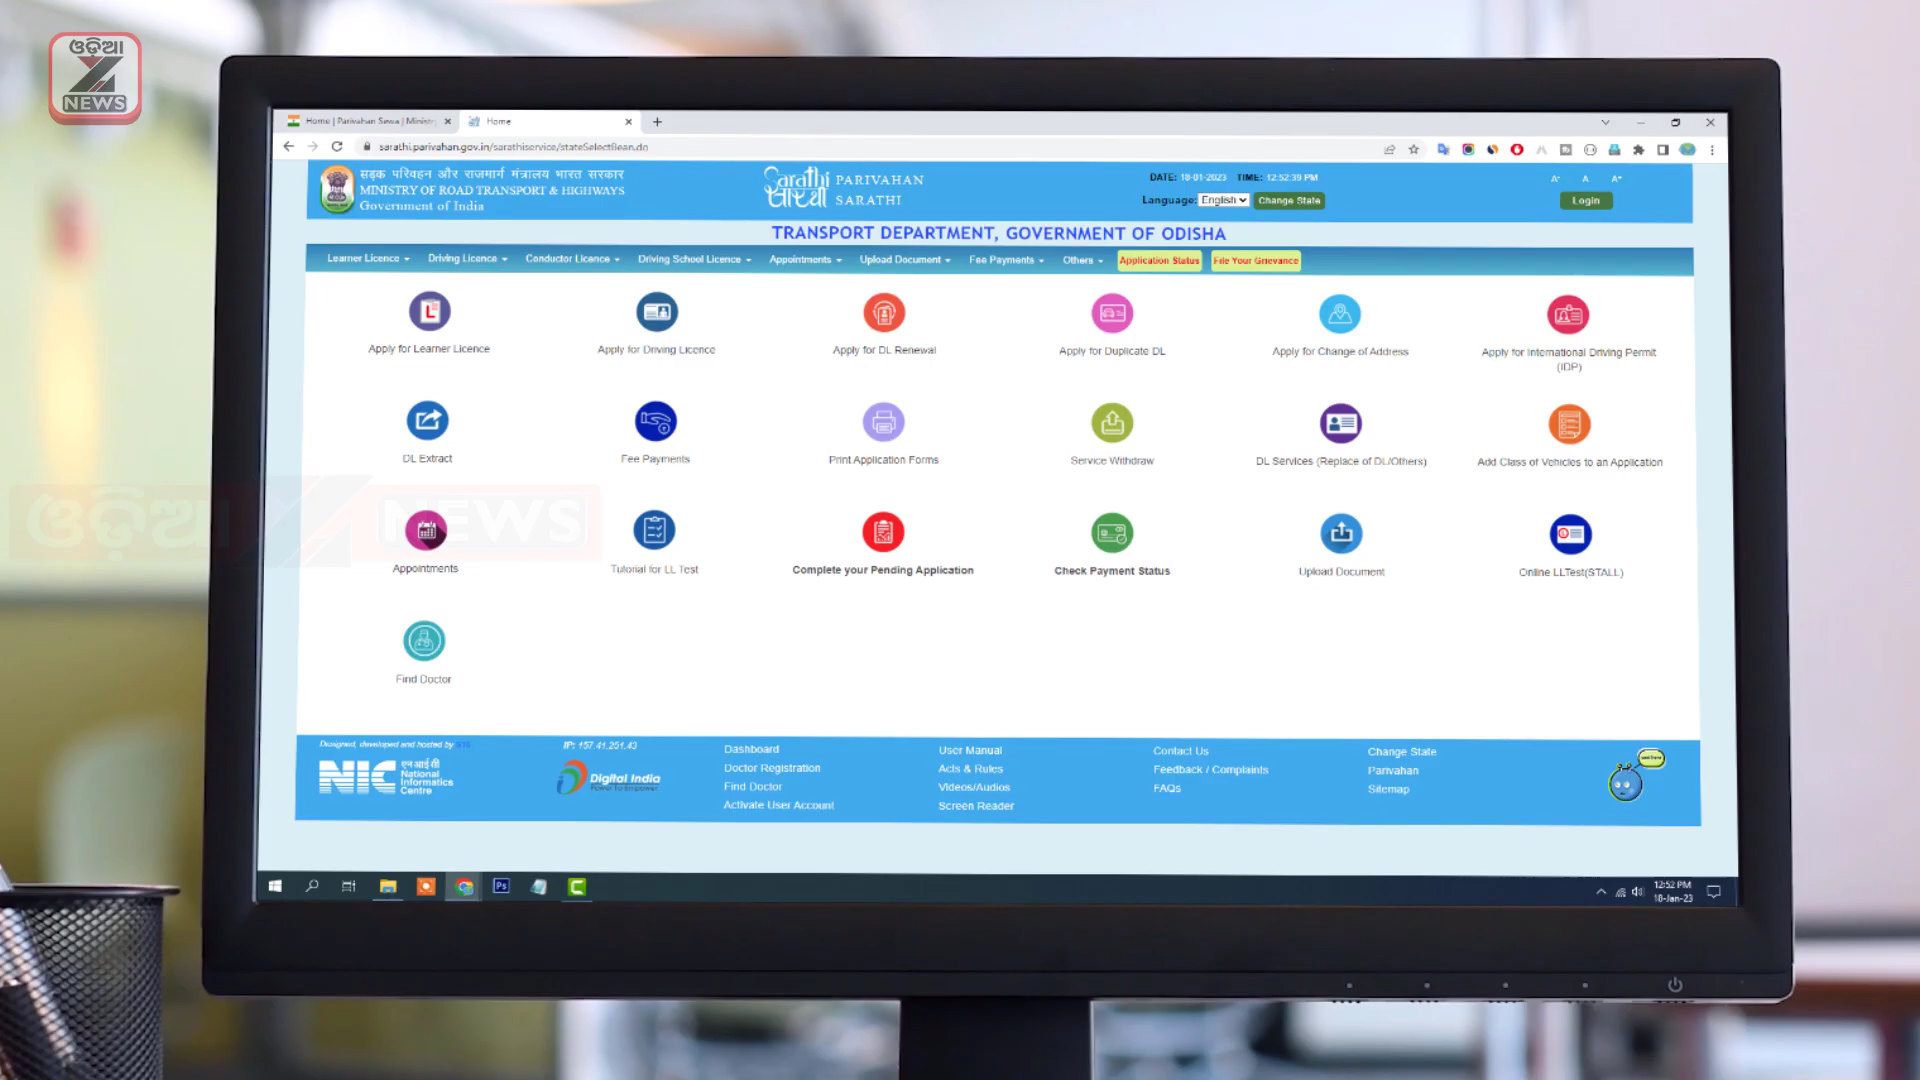 ଓଡ଼ିଆ
NEWS
Home | Parivahan Sewa | Ministr
Home
sarathi.parivahan.gov.in/sarathiservice/stateSelectBean.do
सड़क परिवहन और राजमार्ग मंत्रालय भारत सरकार
MINISTRY OF ROAD TRANSPORT & HIGHWAYS
Government of India
Sarathi
सारथी
PARIVAHAN
SARATHI
DATE: 18-01-2023 TIME: 12:52:39 PM
Language: English Change State
A- A A+
Login
TRANSPORT DEPARTMENT, GOVERNMENT OF ODISHA
Learner Licence Driving Licence Conductor Licence Driving School Licence Appointments Upload Document Fee Payments Others Application Status File Your Grievance
Apply for Learner Licence
Apply for Driving Licence
Apply for DL Renewal
Apply for Duplicate DL
Apply for Change of Address
Apply for International Driving Permit
(IDP)
DL Extract
Fee Payments
Print Application Forms
Service Withdraw
DL Services (Replace of DL/Others)
Add Class of Vehicles to an Application
ଓଡ଼ିଆ NEWS
Appointments
Tutorial for LL Test
Complete your Pending Application
Check Payment Status
Upload Document
Online LLTest(STALL)
Find Doctor
Designed, developed and hosted by NIC
NIC
एन आई सी
National
Informatics
Centre
IP: 157.41.251.43
Digital India
Power To Empower
Dashboard
Doctor Registration
Find Doctor
Activate User Account
User Manual
Acts & Rules
Videos/Audios
Screen Reader
Contact Us
Feedback / Complaints
FAQs
Change State
Parivahan
Sitemap
Ps
12:52 PM
18-Jan-23